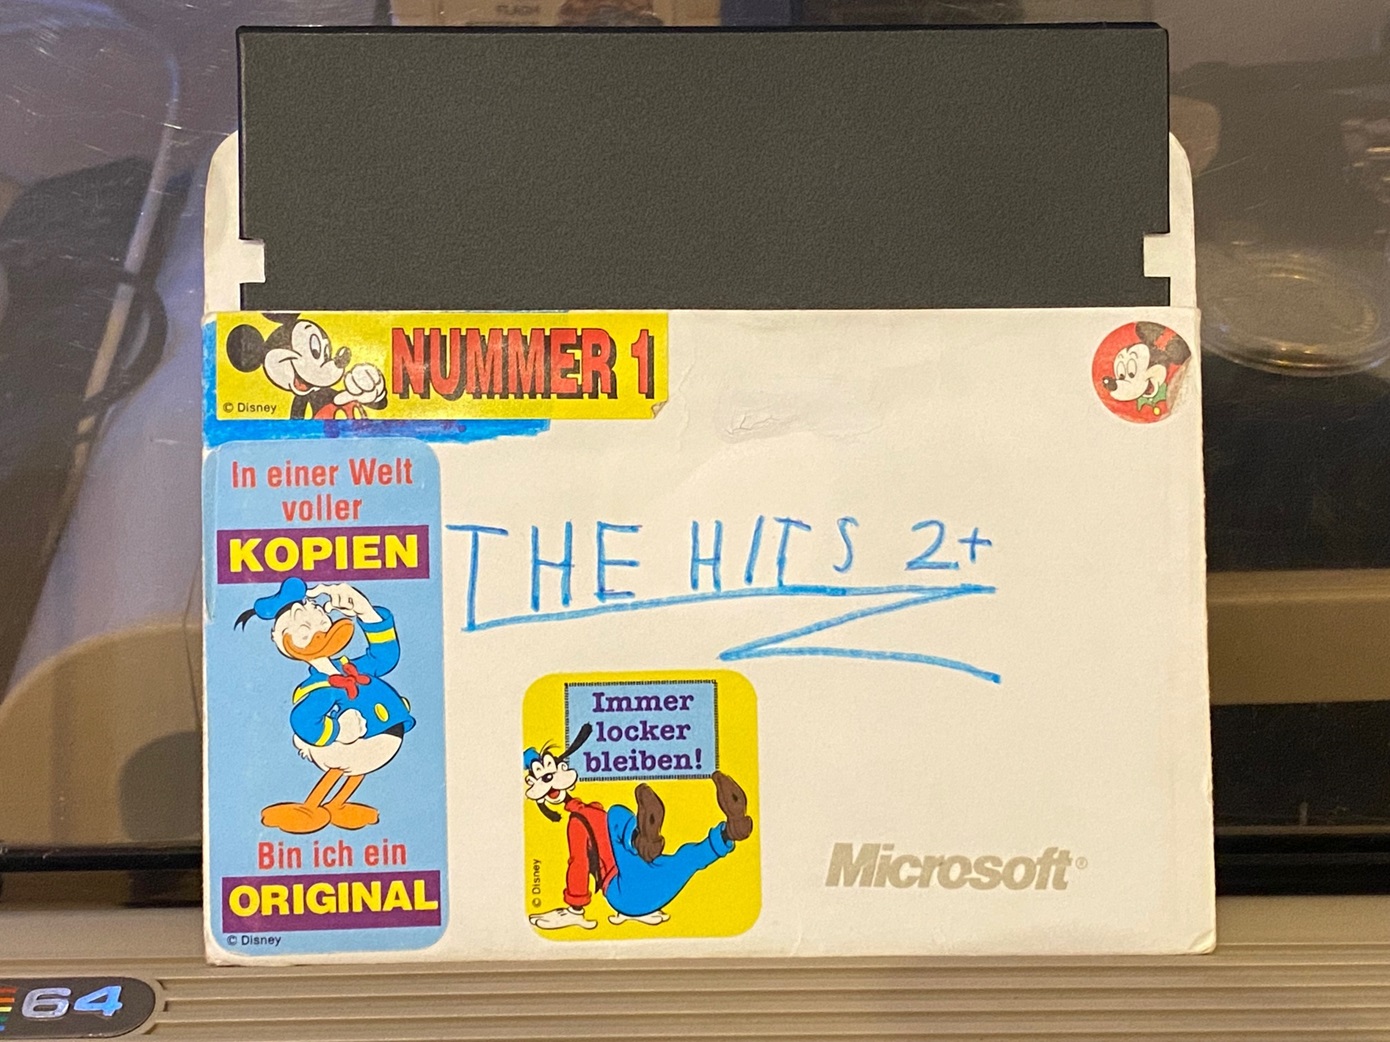 FLASH
NUMMER 1
© Disney
In einer Welt
voller
KOPIEN
Bin ich ein
ORIGINAL
© Disney
THE HITS 2+
Immer
locker
bleiben!
© Disney
Microsoft®
64